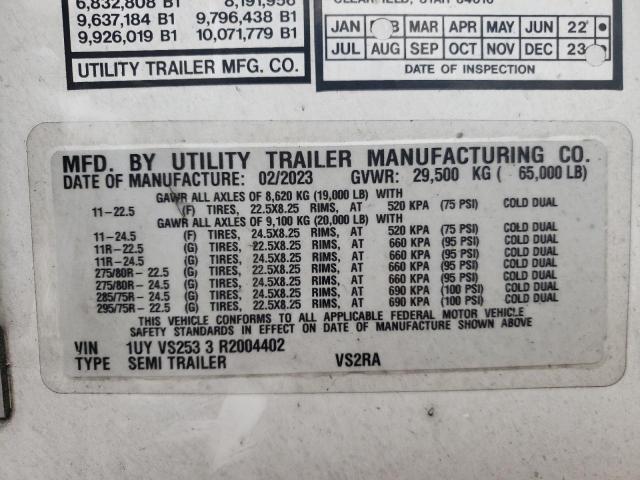 6,832,808 B1 8,191,956
9,637,184 B1 9,796,438 B1
9,926,019 B1 10,071,779 B1
UTILITY TRAILER MFG. CO.
JAN MAR APR MAY JUN 22
JUL AUG SEP OCT NOV DEC 23
DATE OF INSPECTION
MFD. BY UTILITY TRAILER MANUFACTURING CO.
DATE OF MANUFACTURE: 02/2023 GVWR: 29,500 KG ( 65,000 LB)
GAWR ALL AXLES OF 8,620 KG (19,000 LB) WITH
11-22.5 (F) TIRES, 22.5X8.25 RIMS, AT 520 KPA (75 PSI) COLD DUAL
GAWR ALL AXLES OF 9,100 KG (20,000 LB) WITH
11-24.5 (F) TIRES, 24.5X8.25 RIMS, AT 520 KPA (75 PSI) COLD DUAL
11R-22.5 (G) TIRES, 22.5X8.25 RIMS, AT 660 KPA (95 PSI) COLD DUAL
11R-24.5 (G) TIRES, 24.5X8.25 RIMS, AT 660 KPA (95 PSI) COLD DUAL
275/80R-22.5 (G) TIRES, 22.5X8.25 RIMS, AT 660 KPA (95 PSI) COLD DUAL
275/80R-24.5 (G) TIRES, 24.5X8.25 RIMS, AT 660 KPA (95 PSI) COLD DUAL
285/75R-24.5 (G) TIRES, 24.5X8.25 RIMS, AT 690 KPA (100 PSI) COLD DUAL
295/75R-22.5 (G) TIRES, 22.5X8.25 RIMS, AT 690 KPA (100 PSI) COLD DUAL
THIS VEHICLE CONFORMS TO ALL APPLICABLE FEDERAL MOTOR VEHICLE
SAFETY STANDARDS IN EFFECT ON DATE OF MANUFACTURE SHOWN ABOVE
VIN 1UY VS253 3 R2004402
TYPE SEMI TRAILER VS2RA